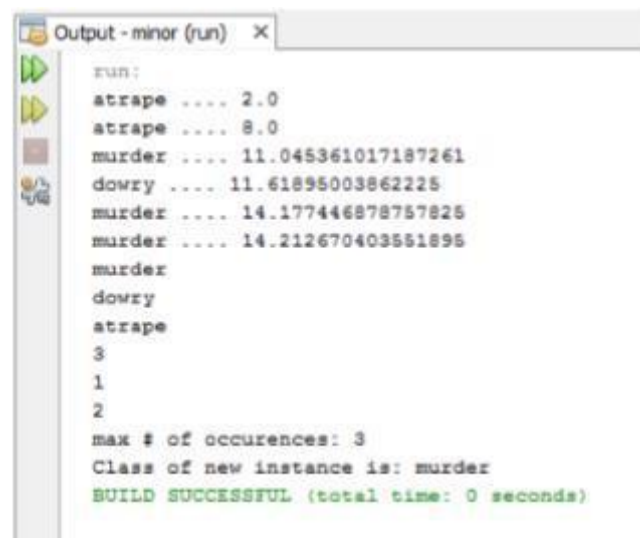 Output - minor (run) ×
run:
atrape .... 2.0
atrape .... 8.0
murder .... 11.045361017187261
dowry .... 11.61895003862225
murder .... 14.177446878757825
murder .... 14.212670403551895
murder
dowry
atrape
3
1
2
max # of occurences: 3
Class of new instance is: murder
BUILD SUCCESSFUL (total time: 0 seconds)